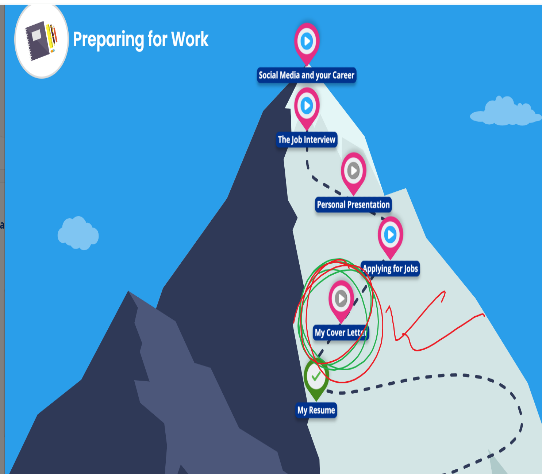 Preparing for Work
Social Media and your Career
The Job Interview
Personal Presentation
Applying for Jobs
My Cover Letter
My Resume